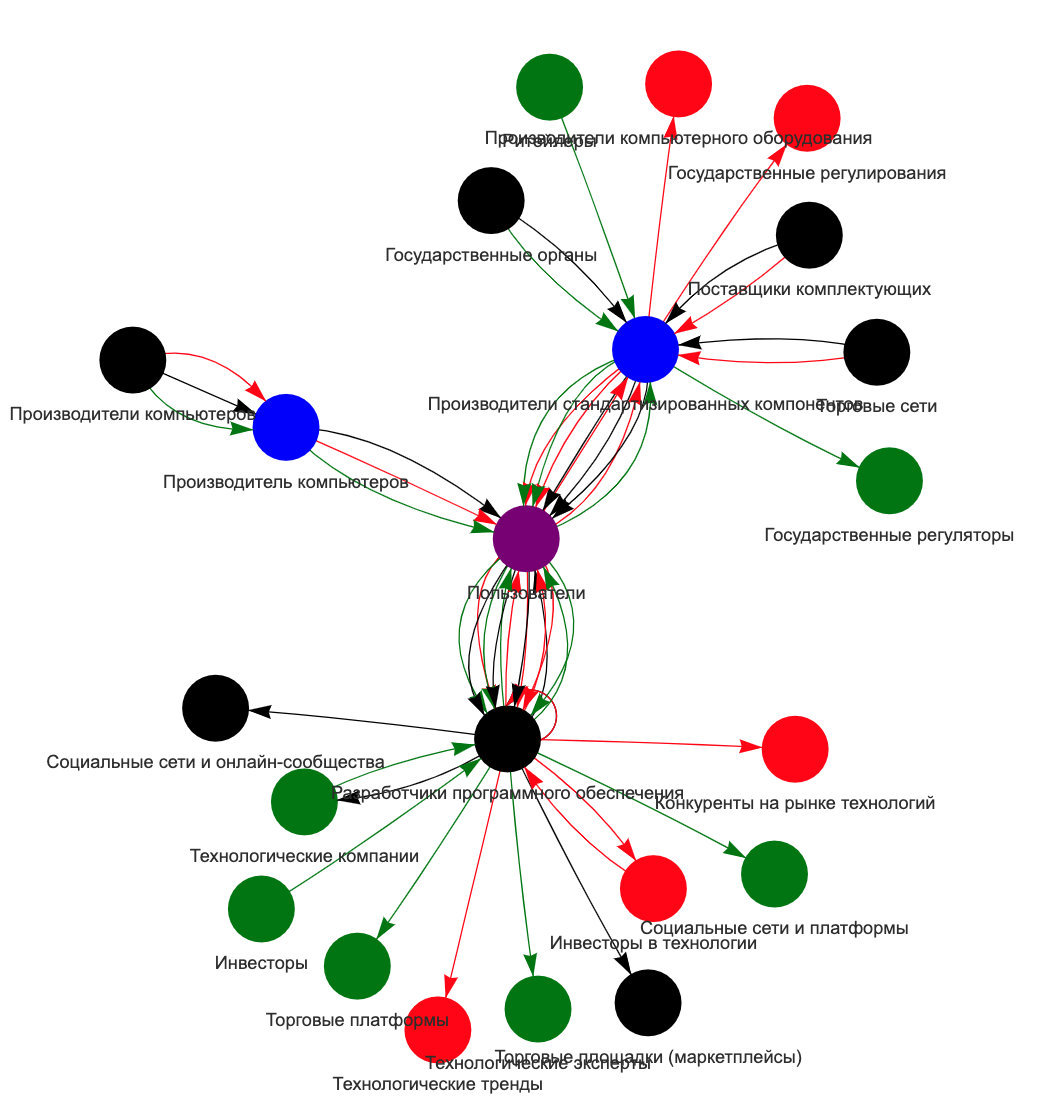 Производители компьютерного оборудования
Ритейлеры
Государственные регулирования
Государственные органы
Поставщики комплектующих
Производители стандартизированных компонентов
Торговые сети
Производители компьютеров
Производитель компьютеров
Государственные регуляторы
Пользователи
Социальные сети и онлайн-сообщества
Разработчики программного обеспечения
Конкуренты на рынке технологий
Технологические компании
Социальные сети и платформы
Инвесторы в технологии
Инвесторы
Торговые платформы
Торговые площадки (маркетплейсы)
Технологические эксперты
Технологические тренды